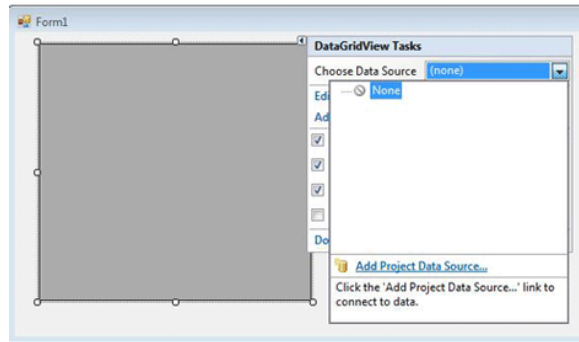 Form1
DataGridView Tasks
Choose Data Source (none)
None
Add Project Data Source...
Click the 'Add Project Data Source...' link to
connect to data.